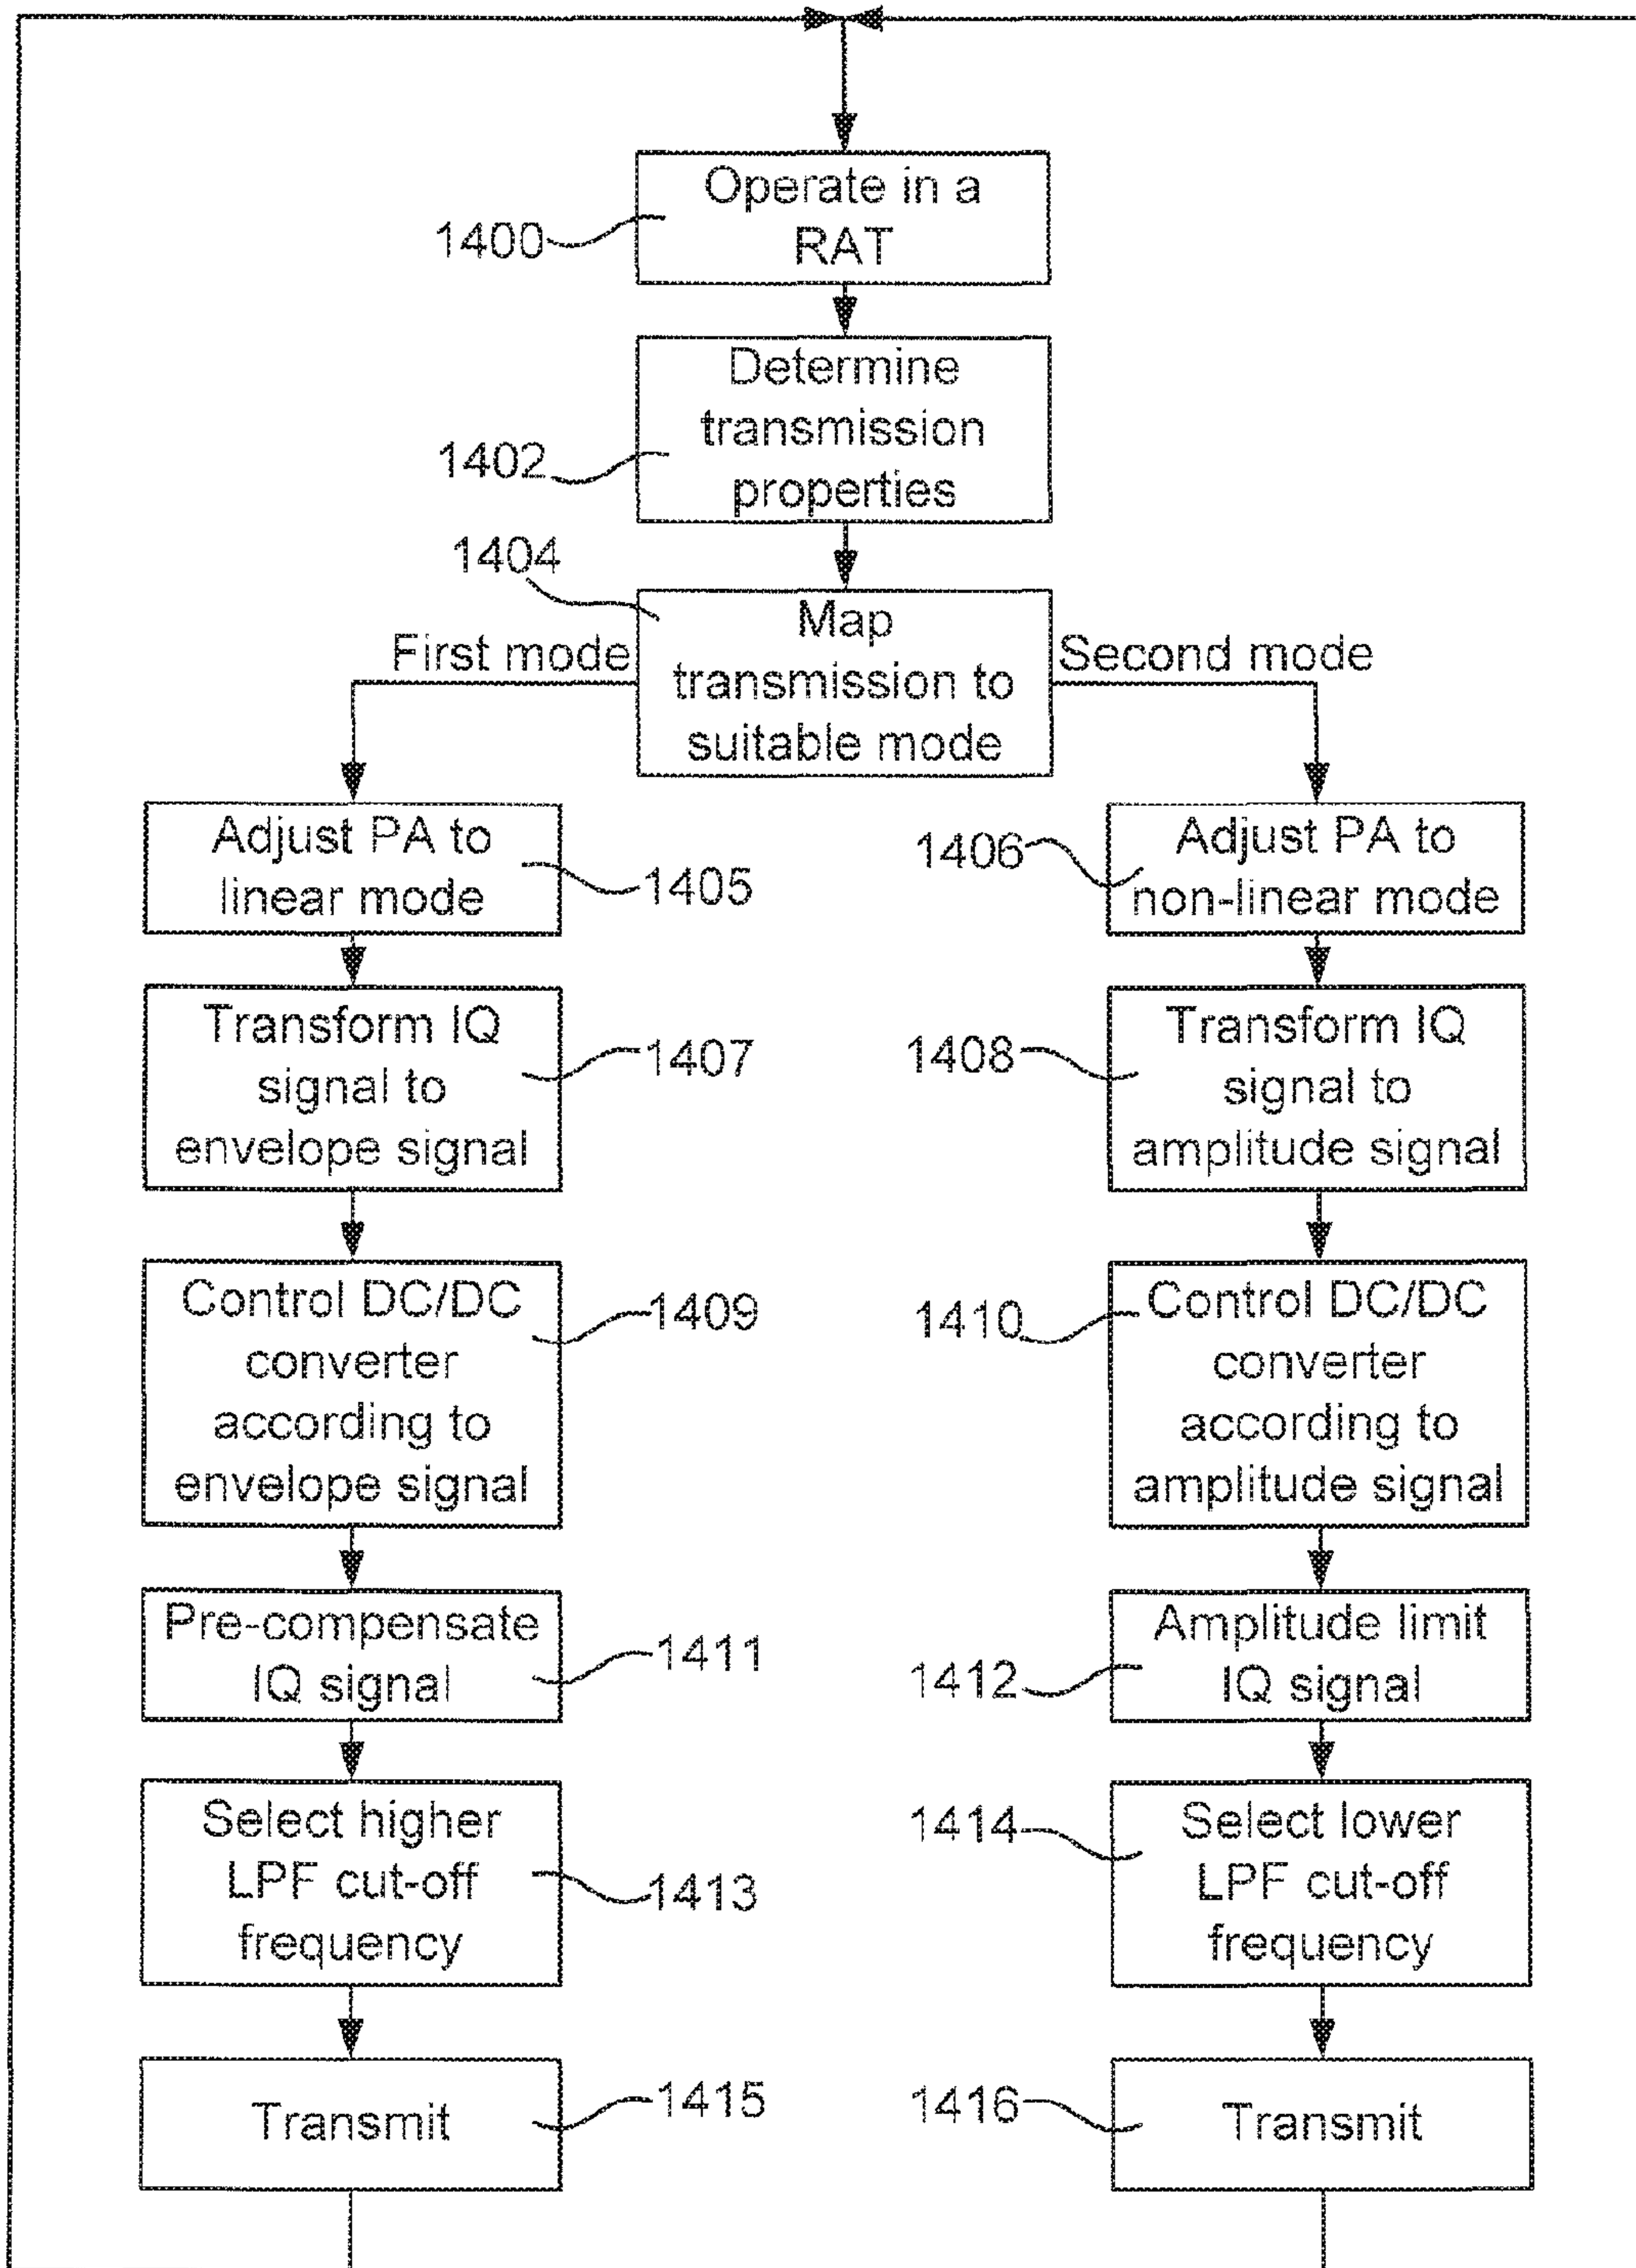 Operate in a
RAT
1400
Determine
transmission
properties
1402
1404
Map
transmission to
suitable mode
First mode
Second mode
Adjust PA to
linear mode
1405
1406
Adjust PA to
non-linear mode
Transform IQ
signal to
envelope signal
1407
1408
Transform IQ
signal to
amplitude signal
Control DC/DC
converter
according to
envelope signal
1409
1410
Control DC/DC
converter
according to
amplitude signal
Pre-compensate
IQ signal
1411
1412
Amplitude limit
IQ signal
Select higher
LPF cut-off
frequency
1413
1414
Select lower
LPF cut-off
frequency
Transmit
1415
1416
Transmit